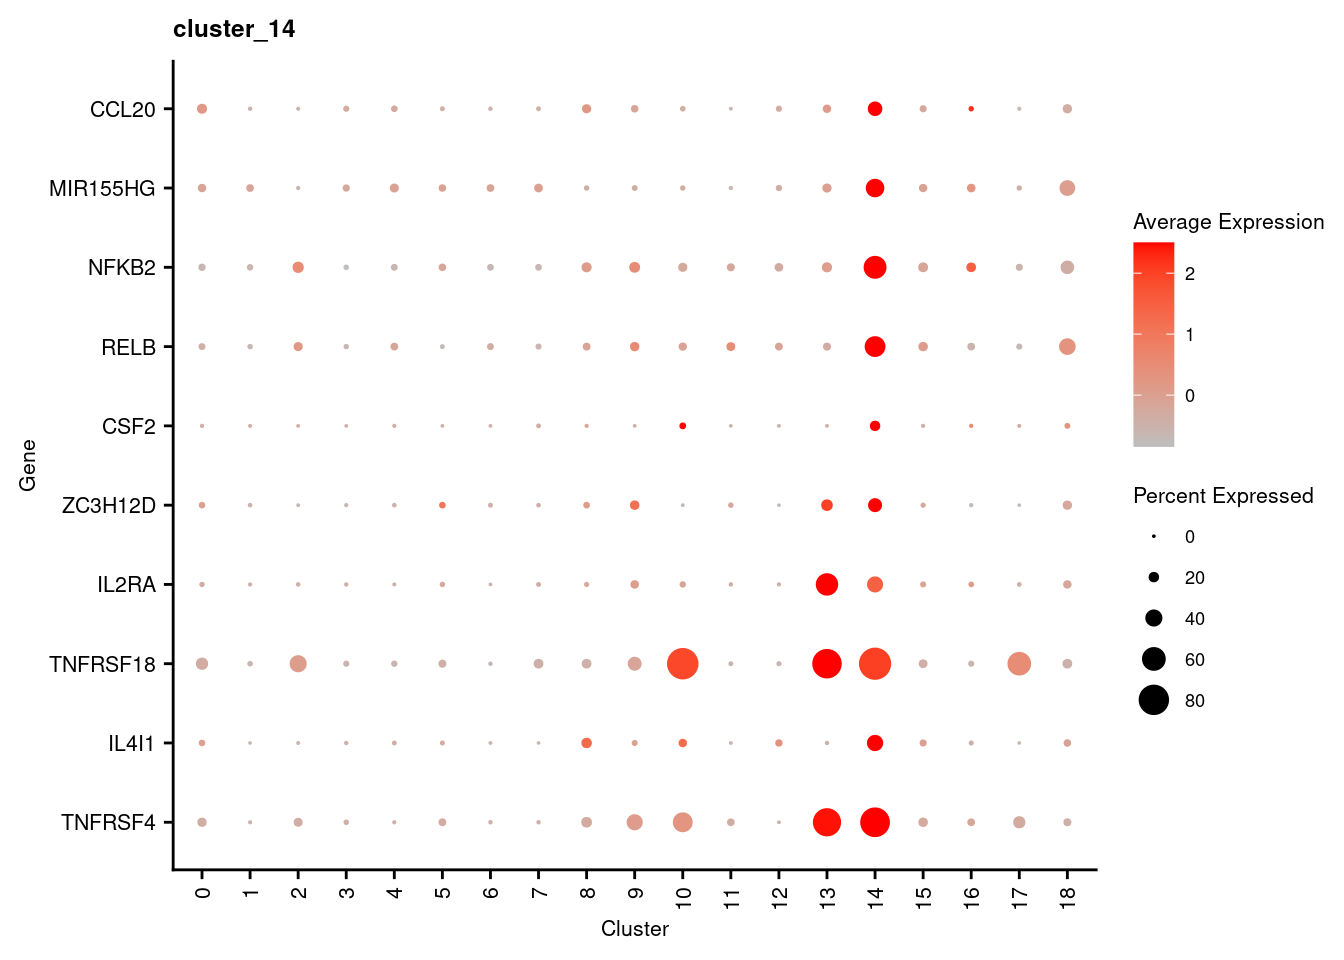 cluster_14
CCL20
MIR155HG
NFKB2
RELB
CSF2
ZC3H12D
IL2RA
TNFRSF18
IL4I1
TNFRSF4
Gene
0 1 2 3 4 5 6 7 8 9 10 11 12 13 14 15 16 17 18
Cluster
Average Expression
2
1
0
Percent Expressed
0
20
40
60
80